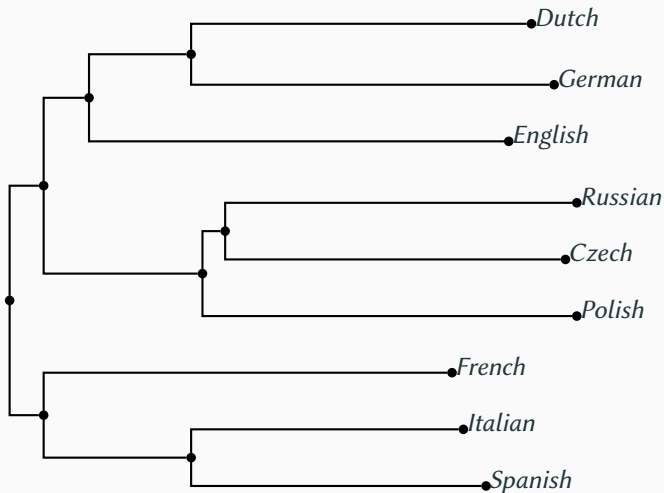 Dutch
German
English
Russian
Czech
Polish
French
Italian
Spanish